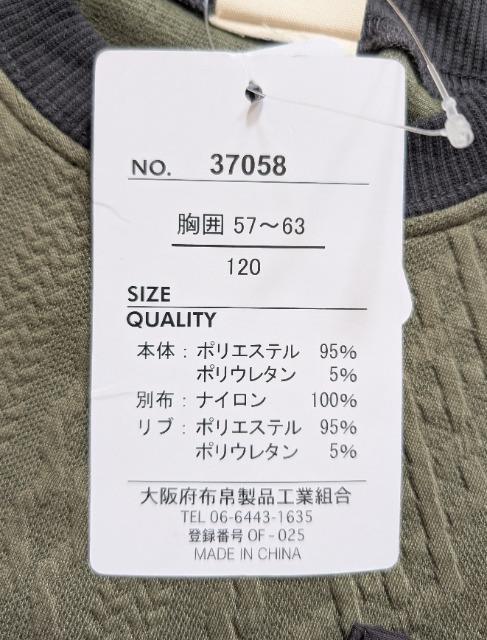 NO. 37058
胸囲 57～63
120
SIZE
QUALITY
本体：ポリエステル 95%
ポリウレタン 5%
別布：ナイロン 100%
リブ：ポリエステル 95%
ポリウレタン 5%
大阪府布帛製品工業組合
TEL 06-6443-1635
登録番号 OF-025
MADE IN CHINA